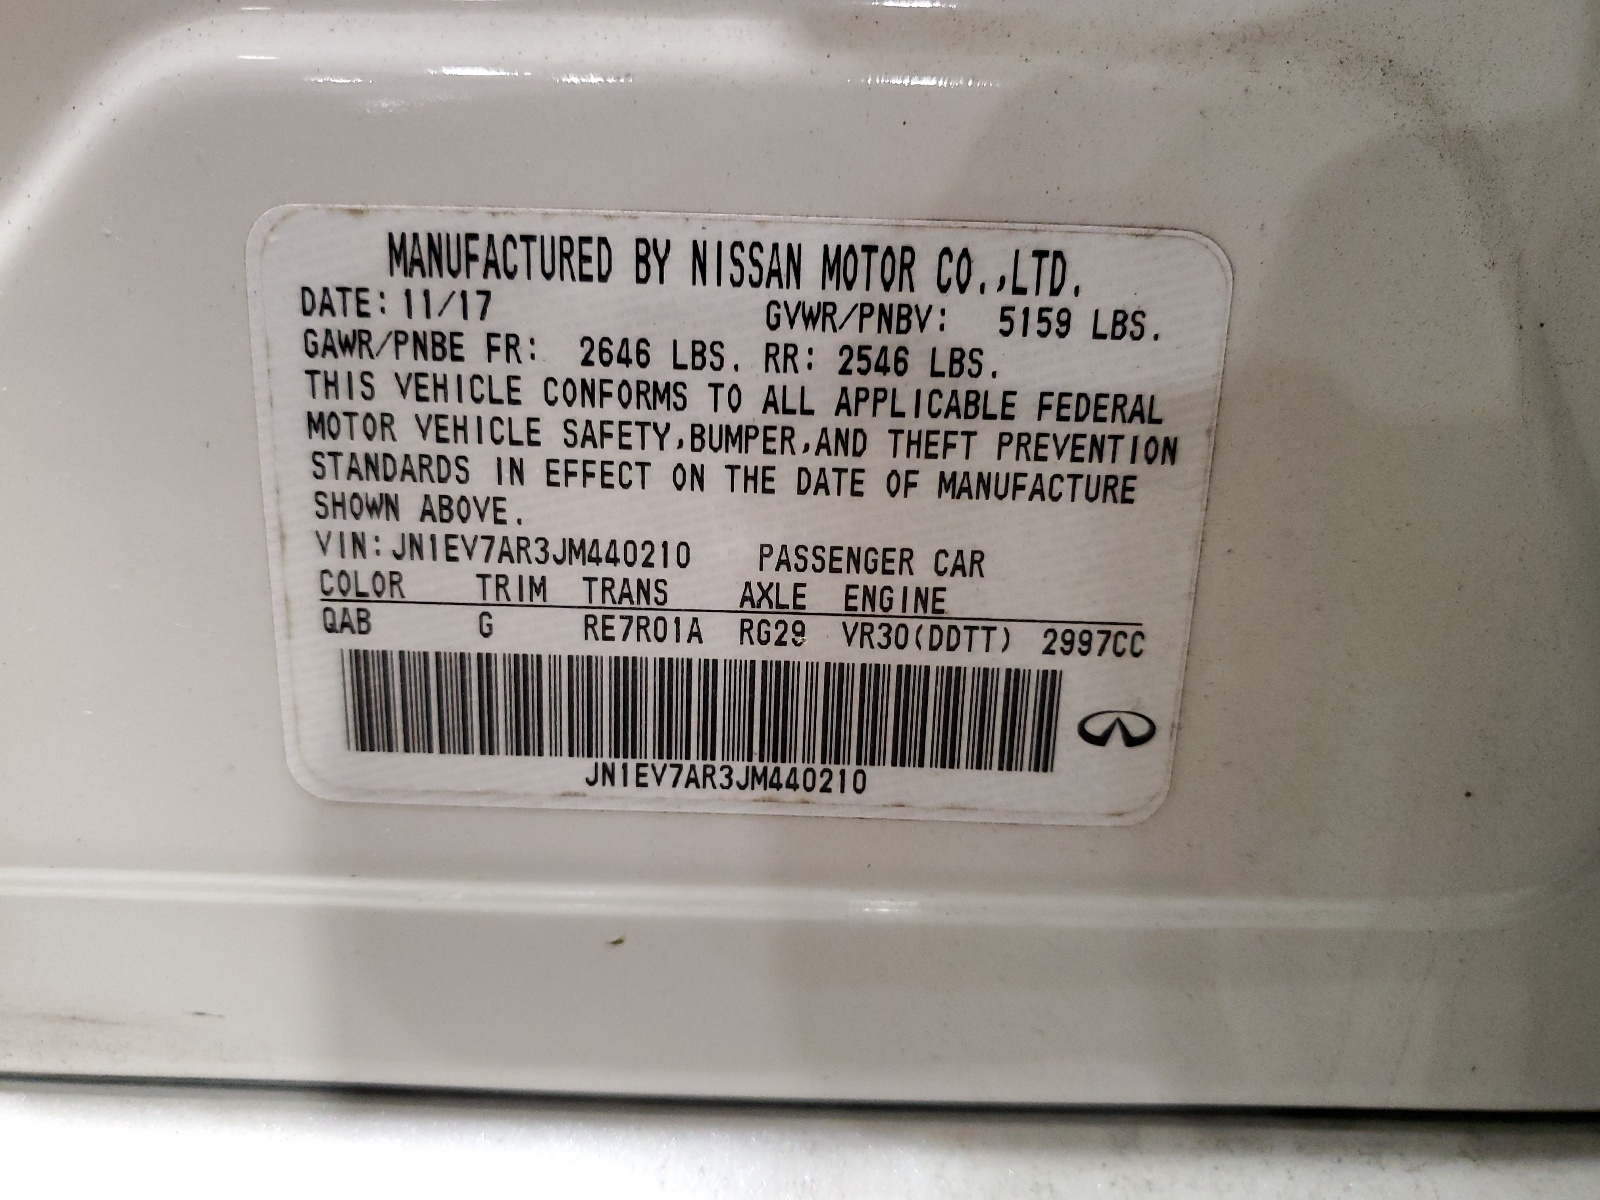 MANUFACTURED BY NISSAN MOTOR CO.,LTD.
DATE: 11/17 GVWR/PNBV: 5159 LBS.
GAWR/PNBE FR: 2646 LBS. RR: 2546 LBS.
THIS VEHICLE CONFORMS TO ALL APPLICABLE FEDERAL
MOTOR VEHICLE SAFETY,BUMPER,AND THEFT PREVENTION
STANDARDS IN EFFECT ON THE DATE OF MANUFACTURE
SHOWN ABOVE.
VIN: JN1EV7AR3JM440210 PASSENGER CAR
COLOR TRIM TRANS AXLE ENGINE
QAB G RE7R01A RG29 VR30(DDTT) 2997CC
JN1EV7AR3JM440210